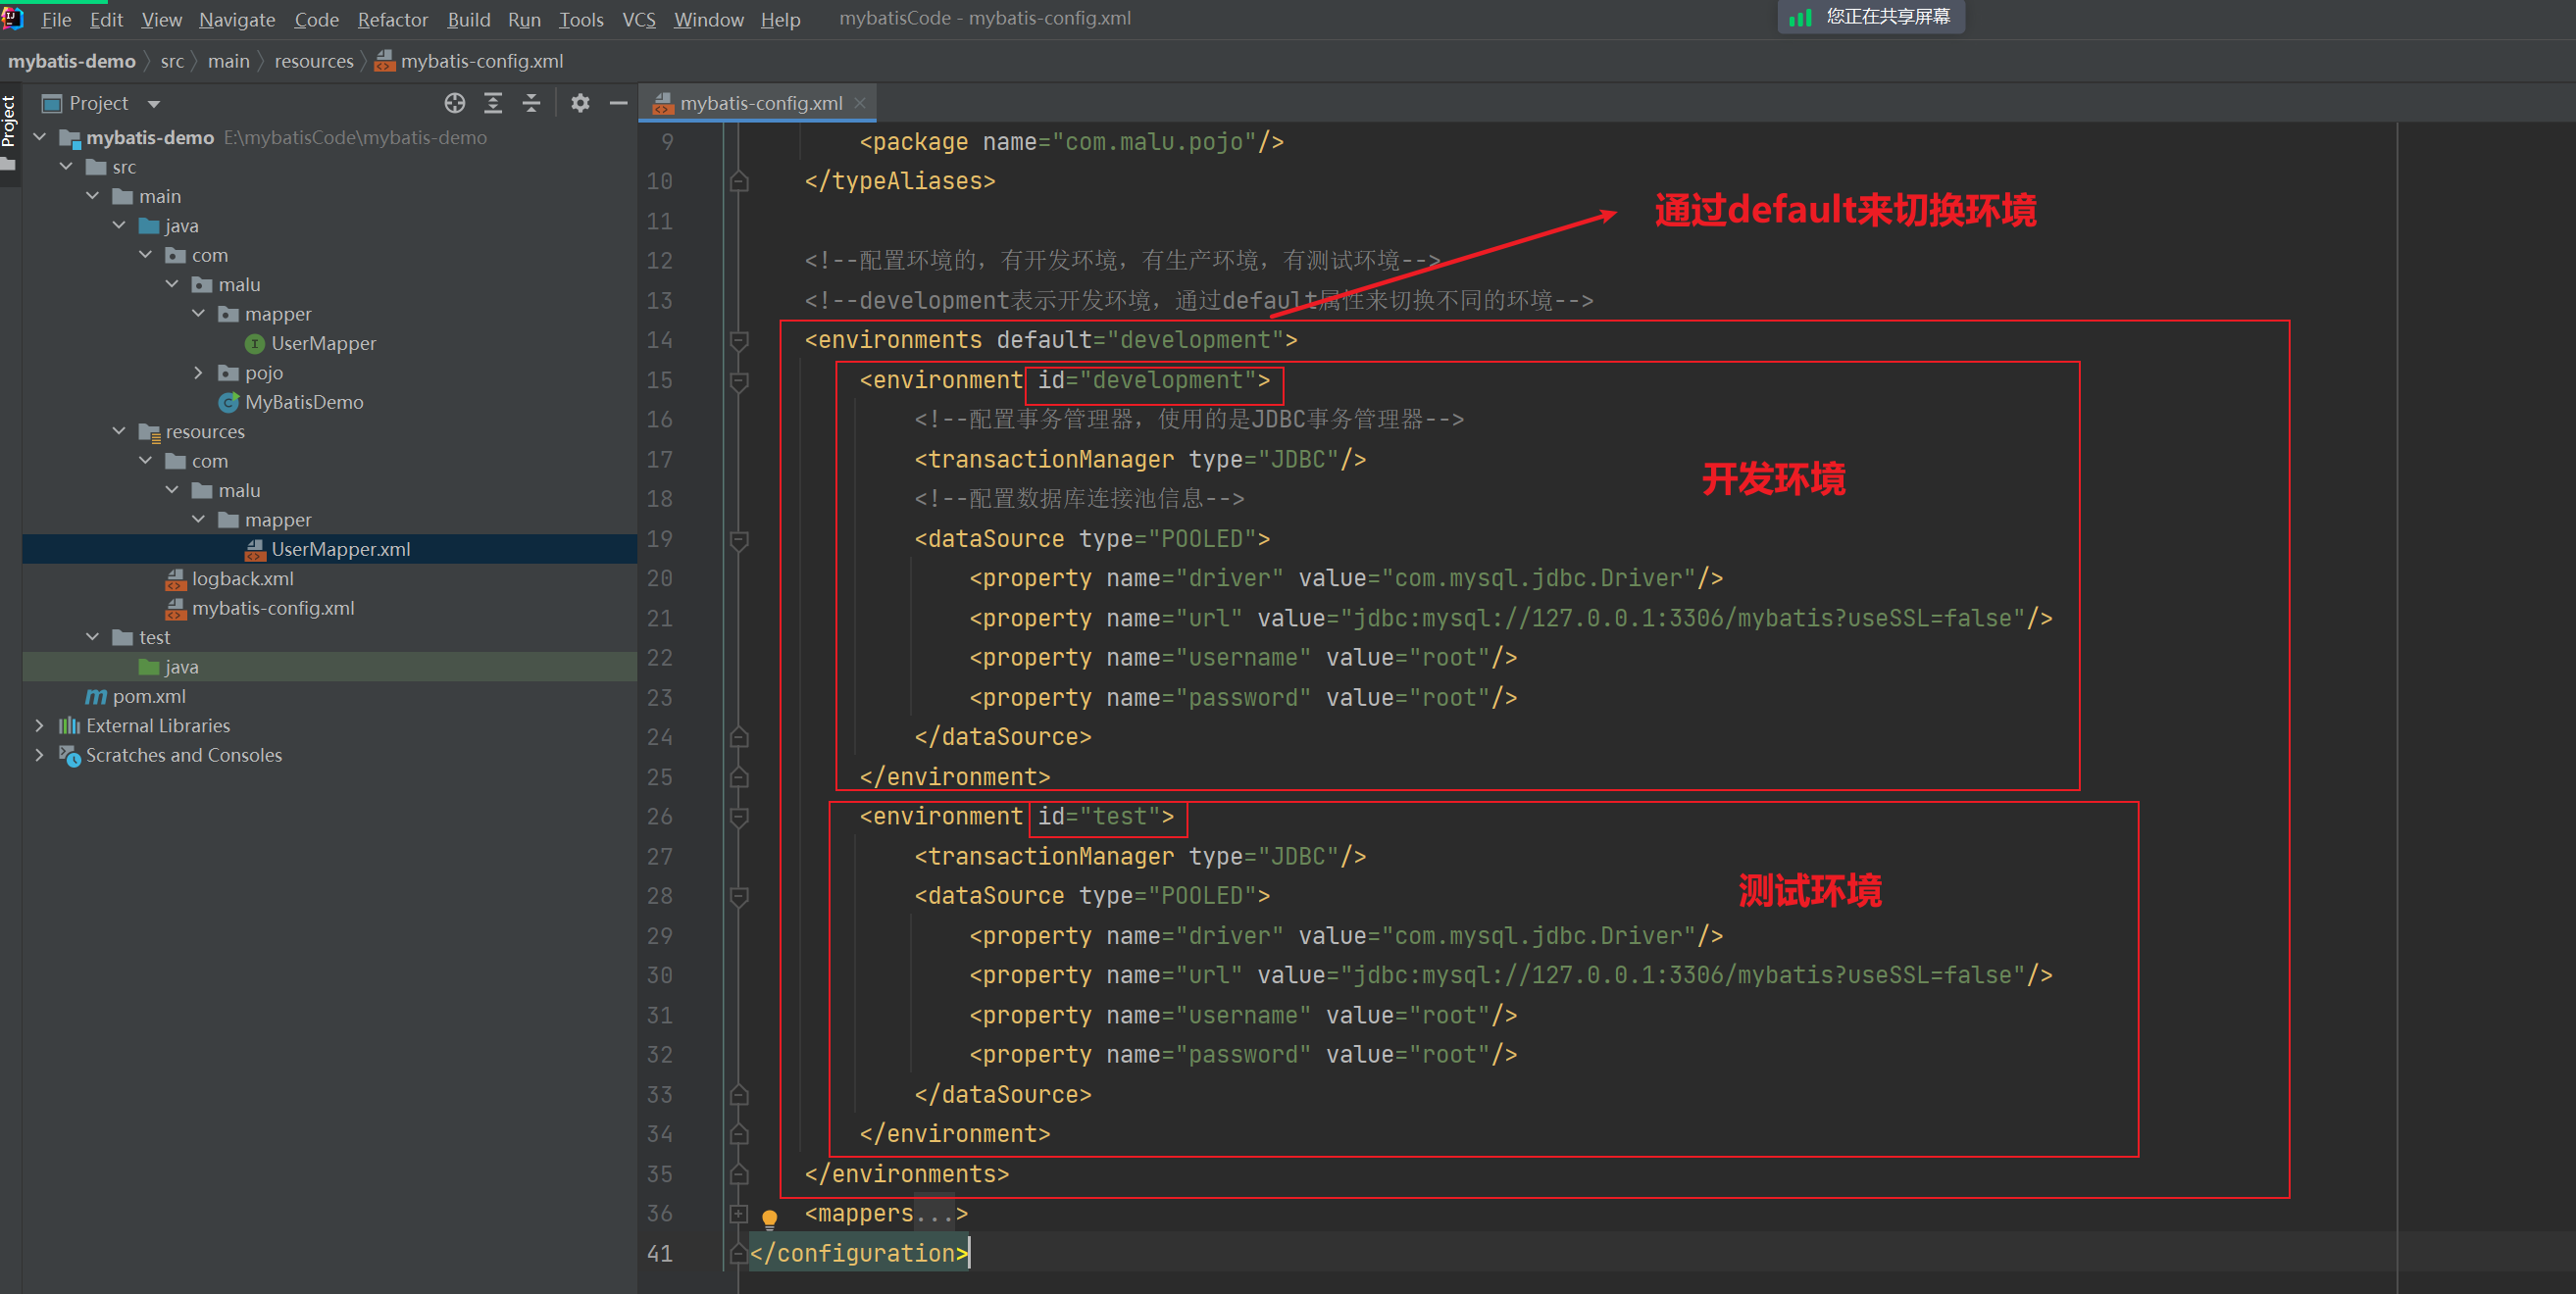 File Edit View Navigate Code Refactor Build Run Tools VCS Window Help mybatisCode - mybatis-config.xml 您正在共享屏幕
mybatis-demo src main resources mybatis-config.xml
Project
Project
mybatis-demo E:\mybatisCode\mybatis-demo
src
main
java
com
malu
mapper
UserMapper
pojo
MyBatisDemo
resources
com
malu
mapper
UserMapper.xml
logback.xml
mybatis-config.xml
test
java
pom.xml
External Libraries
Scratches and Consoles
mybatis-config.xml
9 <package name="com.malu.pojo"/>
10 </typeAliases>
11
通过default来切换环境
12 <!--配置环境的，有开发环境，有生产环境，有测试环境-->
13 <!--development表示开发环境，通过default属性来切换不同的环境-->
14 <environments default="development">
15 <environment id="development">
16 <!--配置事务管理器，使用的是JDBC事务管理器-->
17 <transactionManager type="JDBC"/>
开发环境
18 <!--配置数据库连接池信息-->
19 <dataSource type="POOLED">
20 <property name="driver" value="com.mysql.jdbc.Driver"/>
21 <property name="url" value="jdbc:mysql://127.0.0.1:3306/mybatis?useSSL=false"/>
22 <property name="username" value="root"/>
23 <property name="password" value="root"/>
24 </dataSource>
25 </environment>
26 <environment id="test">
27 <transactionManager type="JDBC"/>
28 <dataSource type="POOLED">
测试环境
29 <property name="driver" value="com.mysql.jdbc.Driver"/>
30 <property name="url" value="jdbc:mysql://127.0.0.1:3306/mybatis?useSSL=false"/>
31 <property name="username" value="root"/>
32 <property name="password" value="root"/>
33 </dataSource>
34 </environment>
35 </environments>
36 <mappers...>
41 </configuration>